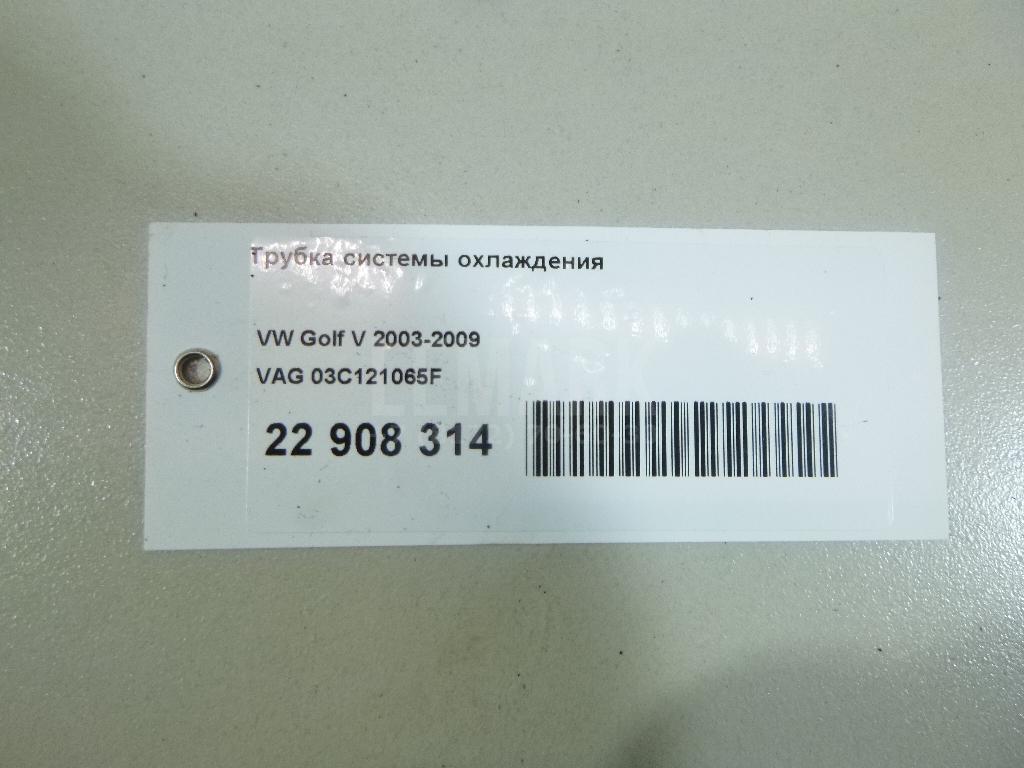 Трубка системы охлаждения
VW Golf V 2003-2009
VAG 03C121065F
22 908 314